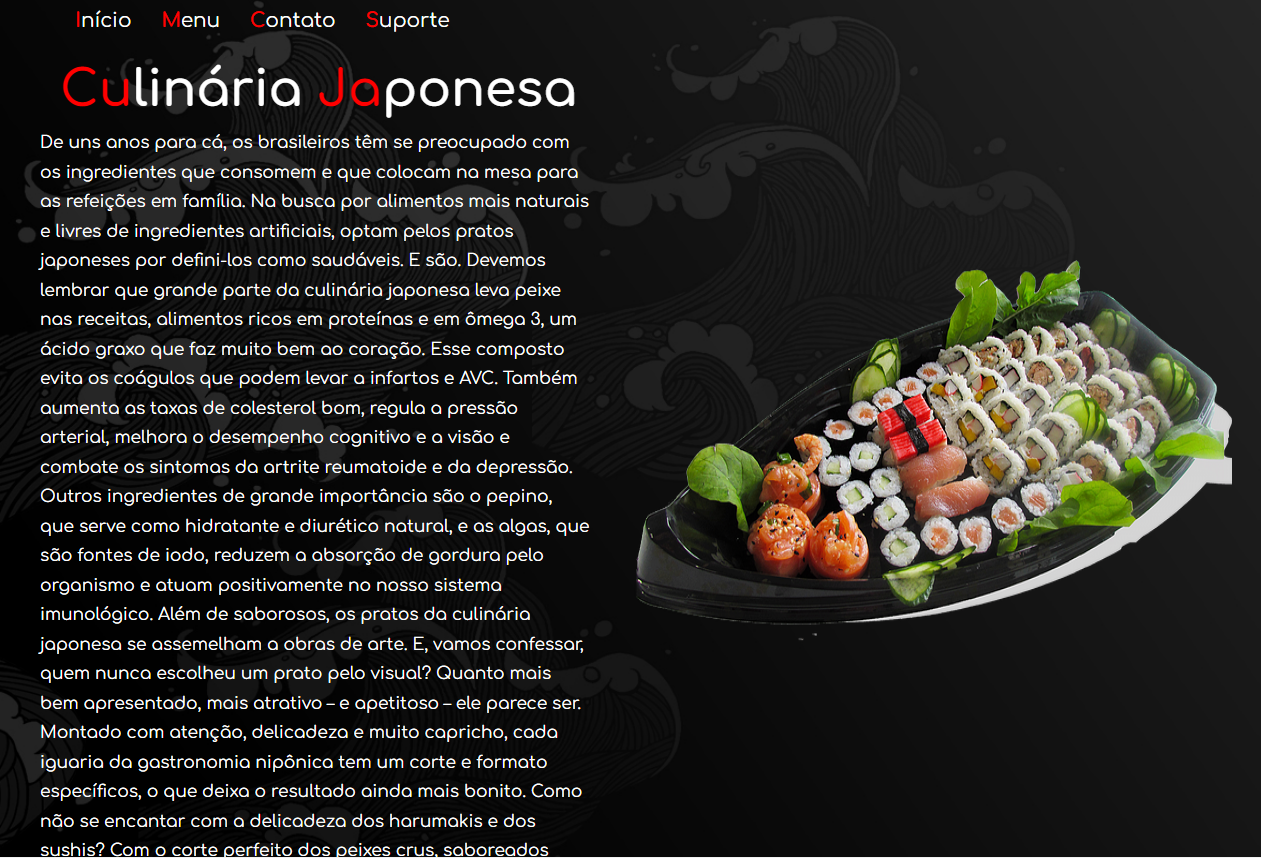 Início Menu Contato Suporte
Culinária Japonesa
De uns anos para cá, os brasileiros têm se preocupado com
os ingredientes que consomem e que colocam na mesa para
as refeições em família. Na busca por alimentos mais naturais
e livres de ingredientes artificiais, optam pelos pratos
japoneses por defini-los como saudáveis. E são. Devemos
lembrar que grande parte da culinária japonesa leva peixe
nas receitas, alimentos ricos em proteínas e em ômega 3, um
ácido graxo que faz muito bem ao coração. Esse composto
evita os coágulos que podem levar a infartos e AVC. Também
aumenta as taxas de colesterol bom, regula a pressão
arterial, melhora o desempenho cognitivo e a visão e
combate os sintomas da artrite reumatoide e da depressão.
Outros ingredientes de grande importância são o pepino,
que serve como hidratante e diurético natural, e as algas, que
são fontes de iodo, reduzem a absorção de gordura pelo
organismo e atuam positivamente no nosso sistema
imunológico. Além de saborosos, os pratos da culinária
japonesa se assemelham a obras de arte. E, vamos confessar,
quem nunca escolheu um prato pelo visual? Quanto mais
bem apresentado, mais atrativo – e apetitoso – ele parece ser.
Montado com atenção, delicadeza e muito capricho, cada
iguaria da gastronomia nipônica tem um corte e formato
específicos, o que deixa o resultado ainda mais bonito. Como
não se encantar com a delicadeza dos harumakis e dos
sushis? Com o corte perfeito dos peixes crus, saboreados